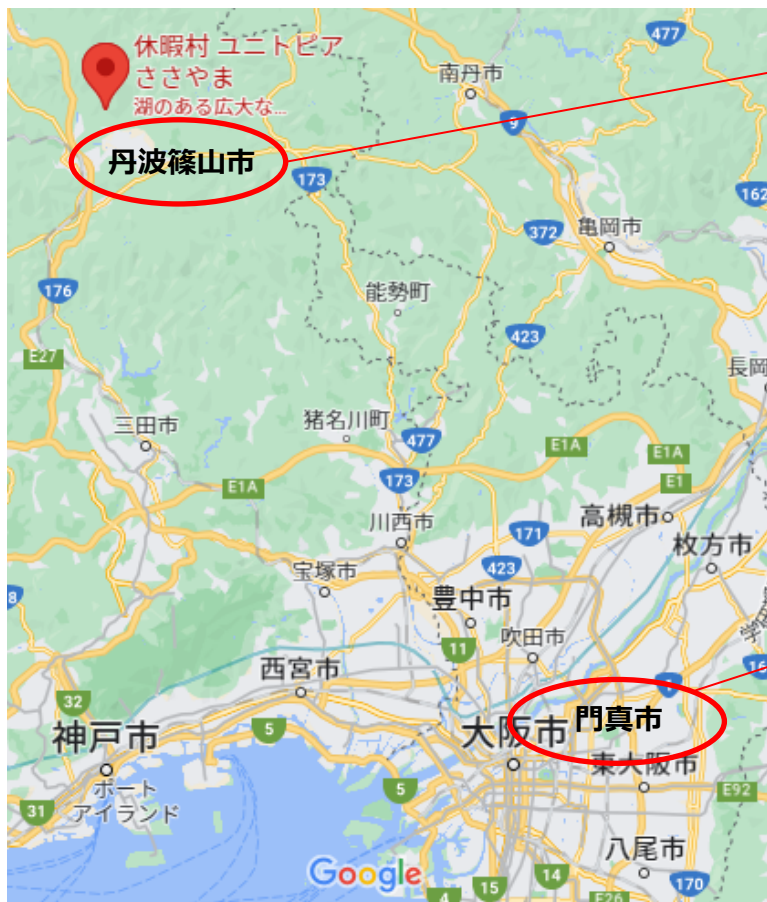 休暇村 ユニトピア
ささやま
湖のある広大な...
477
南丹市
9
丹波篠山市
173
162
372
亀岡市
176
能勢町
423
E27
長岡
三田市
猪名川町
477
E1A
E1A
E1A
173
E1
高槻市
川西市
171
枚方市
宝塚市
423
8
豊中市
11
吹田市
西宮市
32
門真市
神戸市
5
大阪市
東大阪市
ポート
アイランド
5
E92
31
八尾市
Google
14
15
170
4
E26